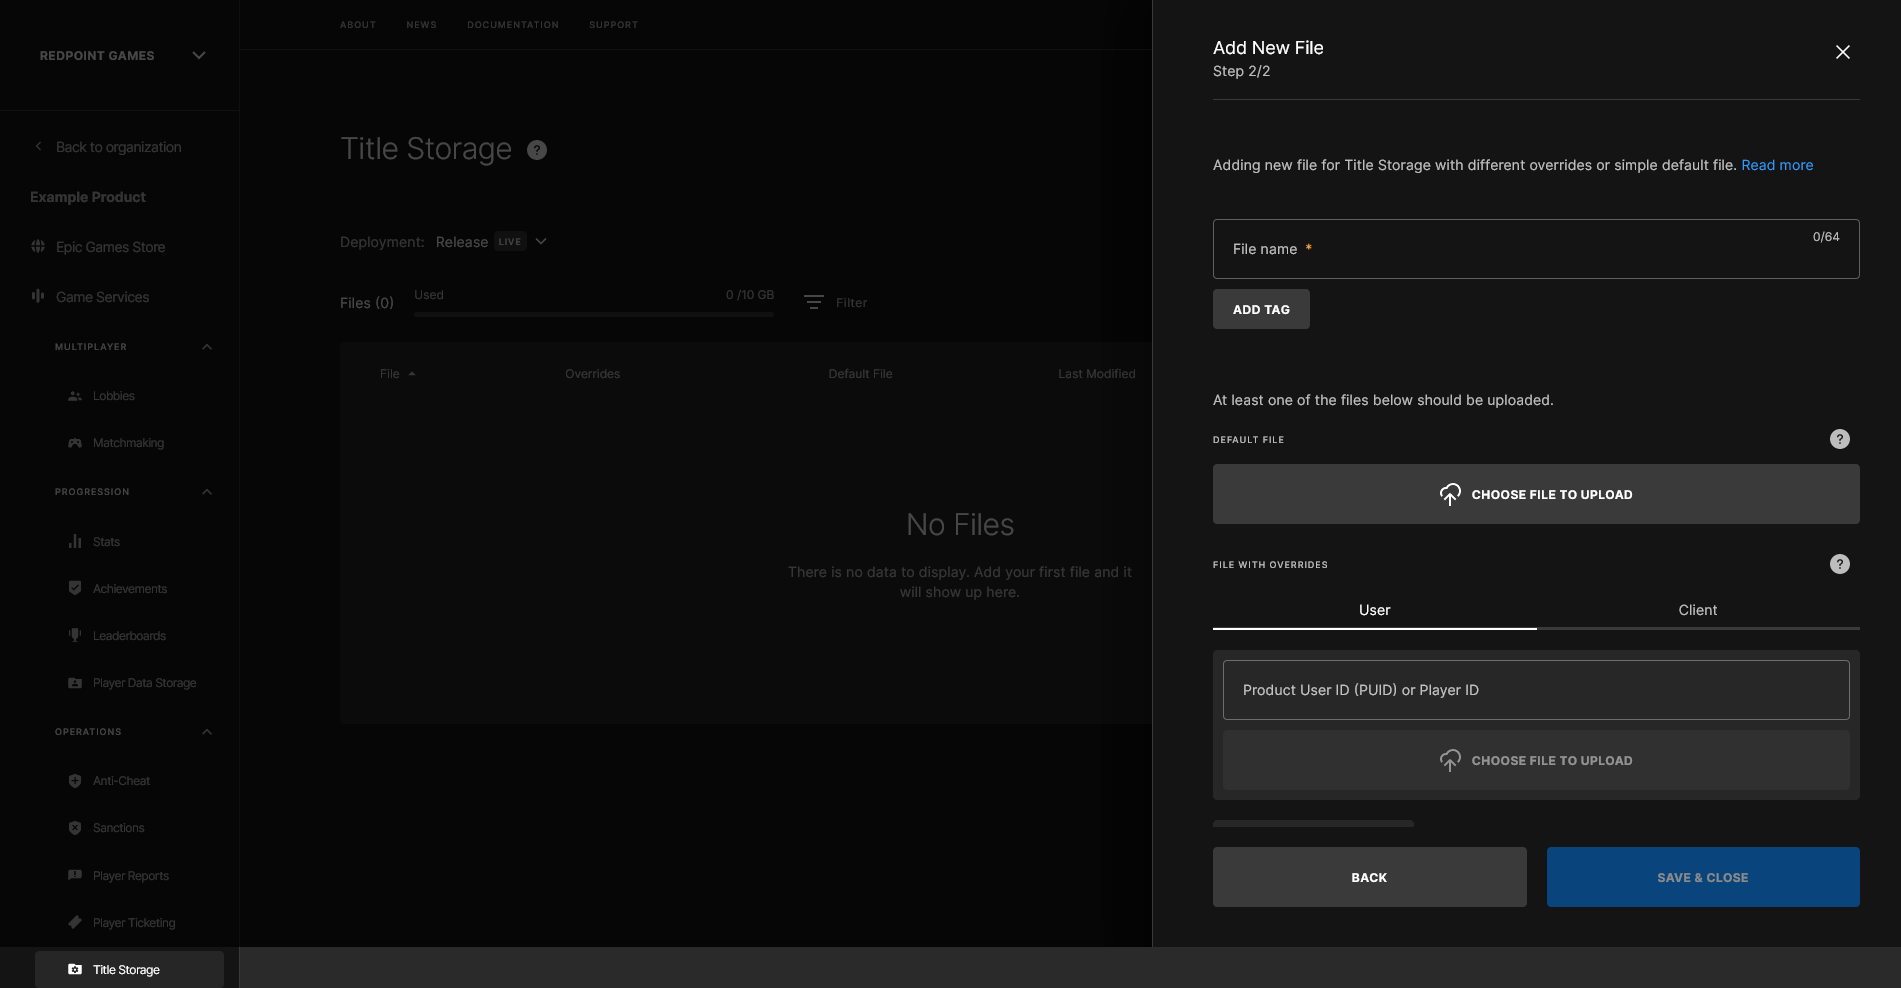 ABOUT NEWS DOCUMENTATION SUPPORT
REDPOINT GAMES
Back to organization
Example Product
Epic Games Store
Game Services
MULTIPLAYER
Lobbies
Matchmaking
PROGRESSION
Stats
Achievements
Leaderboards
Player Data Storage
OPERATIONS
Anti-Cheat
Sanctions
Player Reports
Player Ticketing
Title Storage
Title Storage ?
Deployment: Release LIVE
Files (0) Used 0 /10 GB Filter
File Overrides Default File Last Modified
No Files
There is no data to display. Add your first file and it
will show up here.
Add New File
Step 2/2
Adding new file for Title Storage with different overrides or simple default file. Read more
File name * 0/64
ADD TAG
At least one of the files below should be uploaded.
DEFAULT FILE ?
CHOOSE FILE TO UPLOAD
FILE WITH OVERRIDES ?
User Client
Product User ID (PUID) or Player ID
CHOOSE FILE TO UPLOAD
BACK SAVE & CLOSE